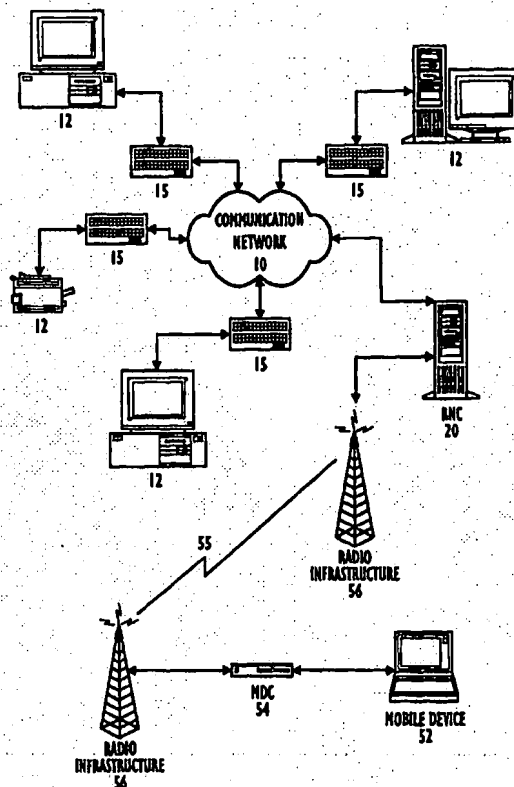 12
12
15
15
COMMUNICATION
NETWORK
10
15
12
15
RNC
20
12
55
RADIO
INFRASTRUCTURE
56
MDC
54
MOBILE DEVICE
52
RADIO
INFRASTRUCTURE
56